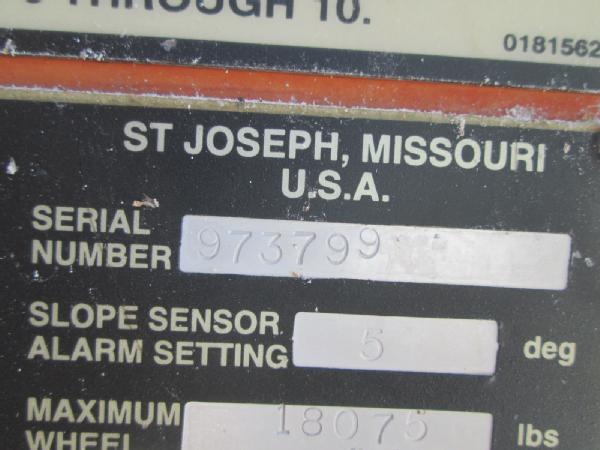 THROUGH 10.
0181562
ST JOSEPH, MISSOURI
U.S.A.
SERIAL
NUMBER 973799
SLOPE SENSOR
ALARM SETTING 5 deg
MAXIMUM
WHEEL 18075 lbs